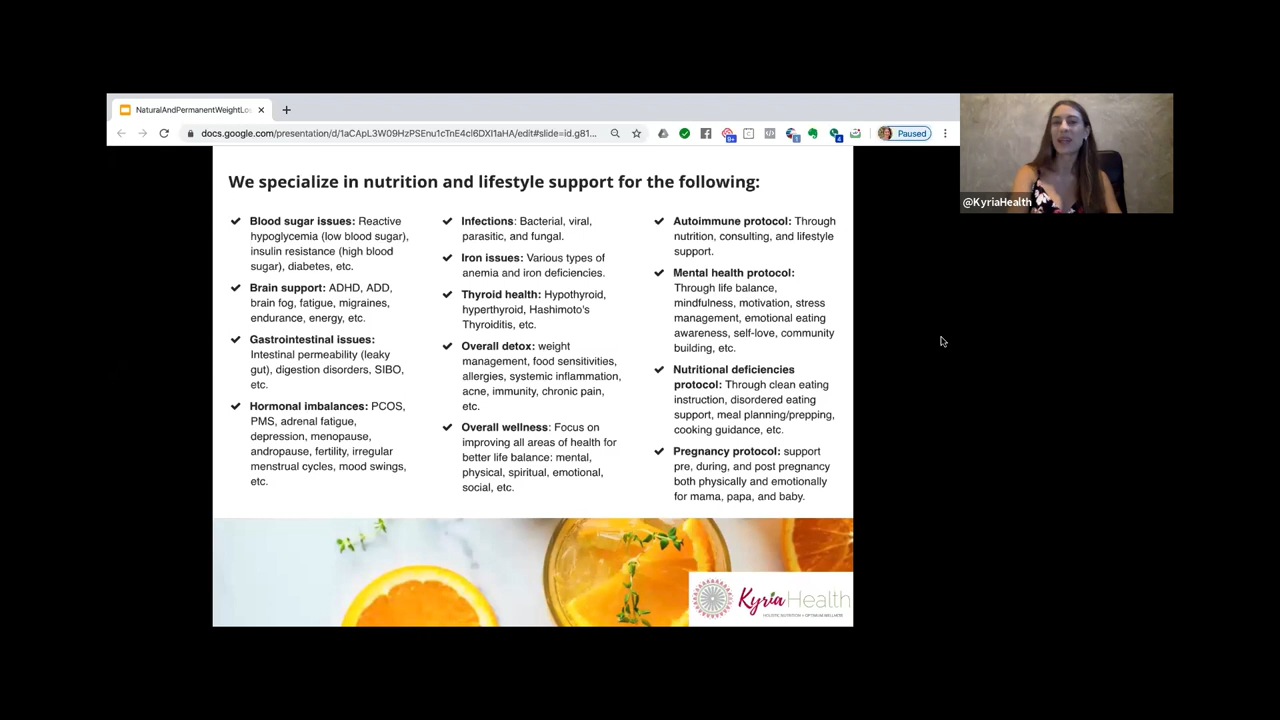 NaturalAndPermanentWeightLo
docs.google.com/presentation/d/1aCApL3W09HzPSEnu1cTnE4cl6DXI1aHA/edit#slide=id.g81...
Paused
@KyriaHealth
We specialize in nutrition and lifestyle support for the following:
Blood sugar issues: Reactive
hypoglycemia (low blood sugar),
insulin resistance (high blood
sugar), diabetes, etc.
Brain support: ADHD, ADD,
brain fog, fatigue, migraines,
endurance, energy, etc.
Gastrointestinal issues:
Intestinal permeability (leaky
gut), digestion disorders, SIBO,
etc.
Hormonal imbalances: PCOS,
PMS, adrenal fatigue,
depression, menopause,
andropause, fertility, irregular
menstrual cycles, mood swings,
etc.
Infections: Bacterial, viral,
parasitic, and fungal.
Iron issues: Various types of
anemia and iron deficiencies.
Thyroid health: Hypothyroid,
hyperthyroid, Hashimoto's
Thyroiditis, etc.
Overall detox: weight
management, food sensitivities,
allergies, systemic inflammation,
acne, immunity, chronic pain,
etc.
Overall wellness: Focus on
improving all areas of health for
better life balance: mental,
physical, spiritual, emotional,
social, etc.
Autoimmune protocol: Through
nutrition, consulting, and lifestyle
support.
Mental health protocol:
Through life balance,
mindfulness, motivation, stress
management, emotional eating
awareness, self-love, community
building, etc.
Nutritional deficiencies
protocol: Through clean eating
instruction, disordered eating
support, meal planning/prepping,
cooking guidance, etc.
Pregnancy protocol: support
pre, during, and post pregnancy
both physically and emotionally
for mama, papa, and baby.
Kyria Health
HOLISTIC NUTRITION + OPTIMUM WELLNESS